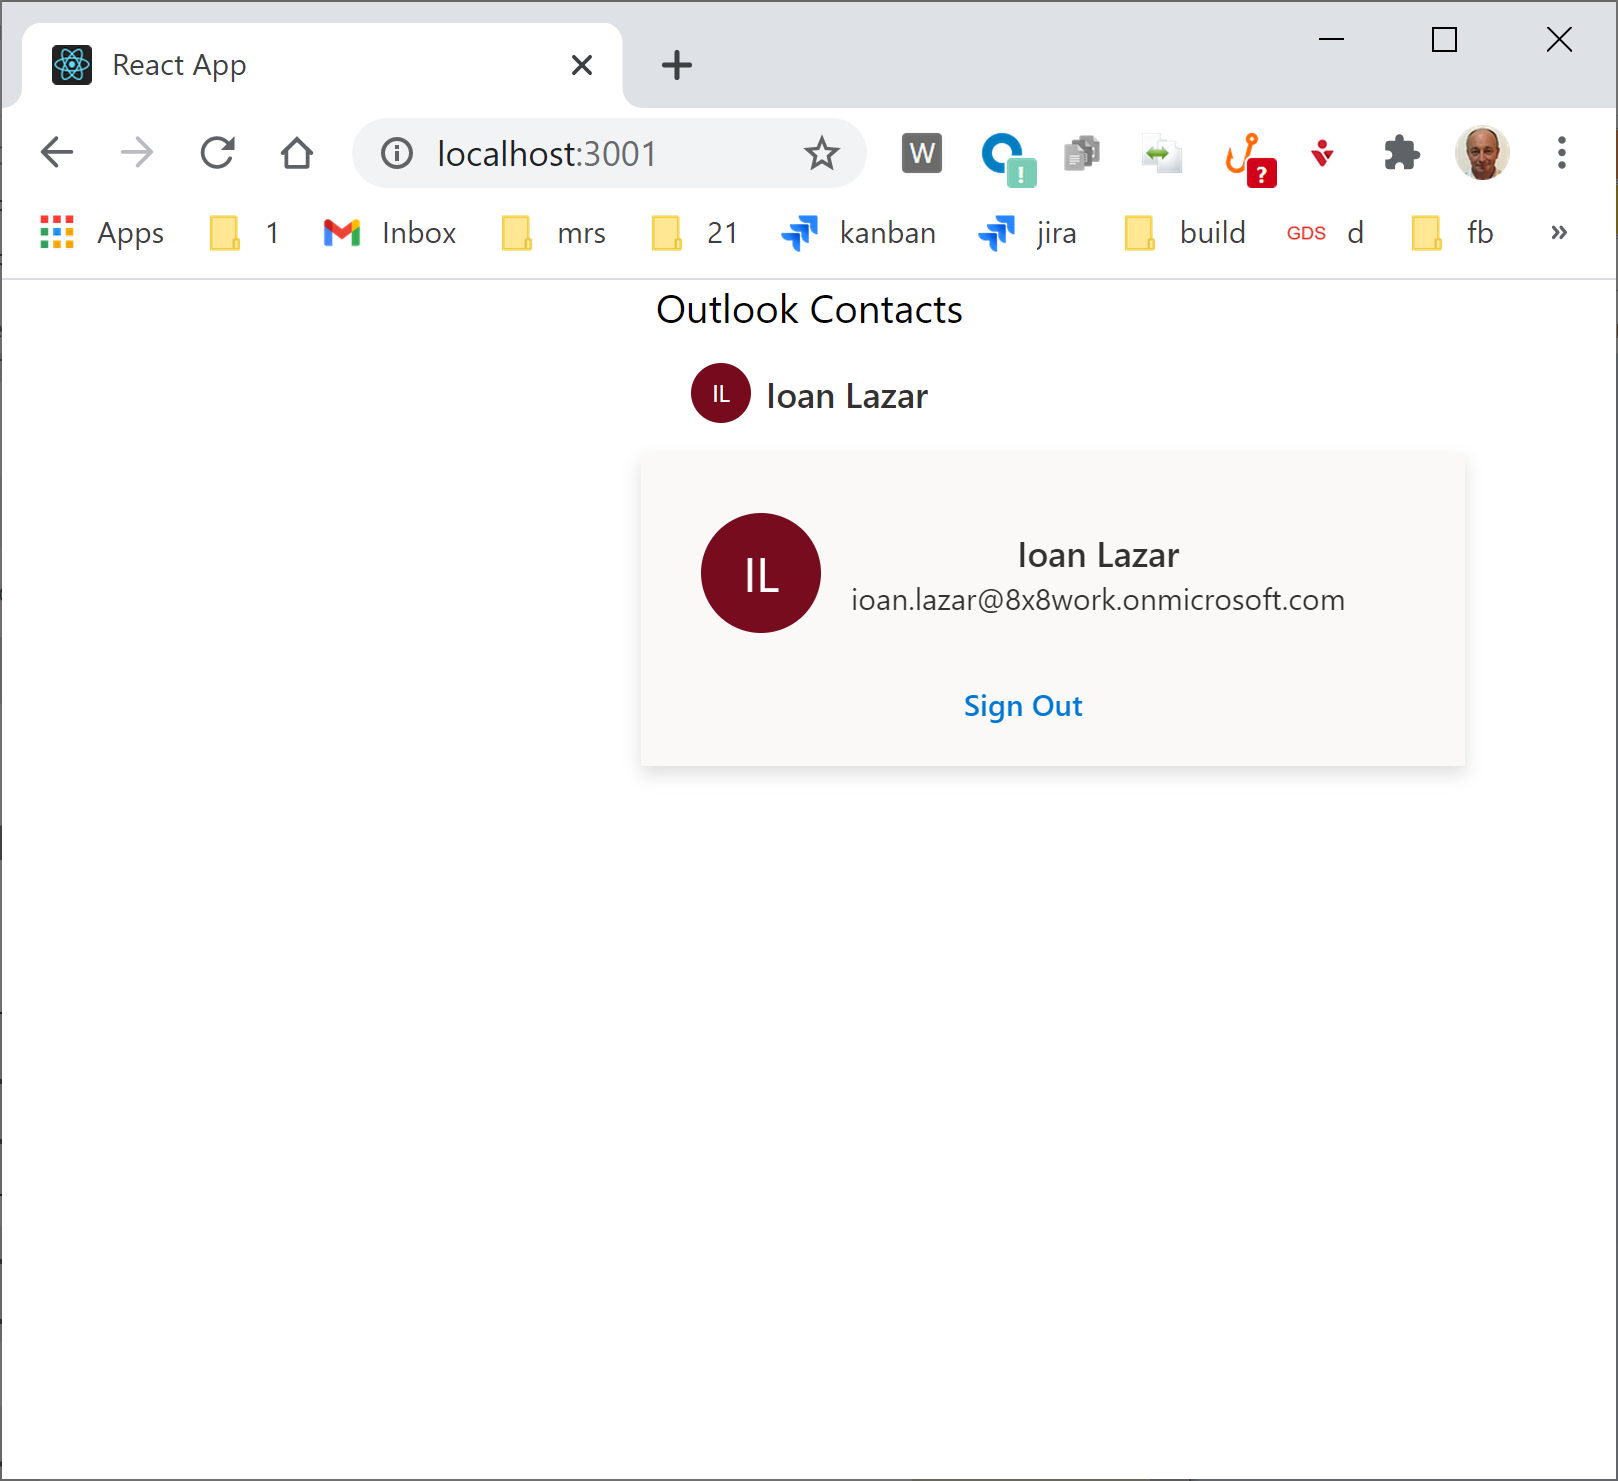 React App
localhost:3001
W
!
?
Apps 1 Inbox mrs 21 kanban jira build GDS d fb »
Outlook Contacts
IL Ioan Lazar
IL
Ioan Lazar
ioan.lazar@8x8work.onmicrosoft.com
Sign Out